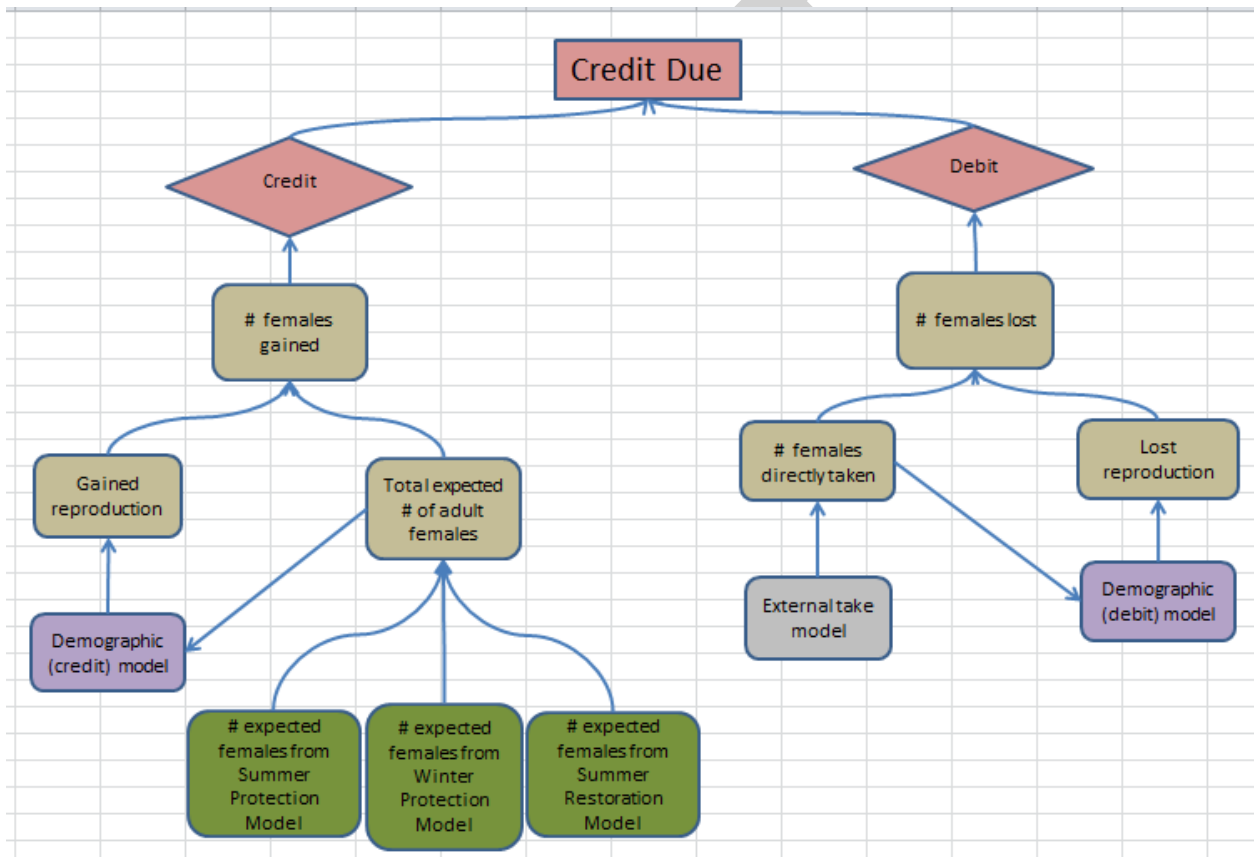 Credit Due
Credit
Debit
# females
gained
# females lost
Gained
reproduction
Total expected
# of adult
females
# females
directly taken
Lost
reproduction
Demographic
(credit) model
External take
model
Demographic
(debit) model
# expected
females from
Summer
Protection
Model
# expected
females from
Winter
Protection
Model
# expected
females from
Summer
Restoration
Model